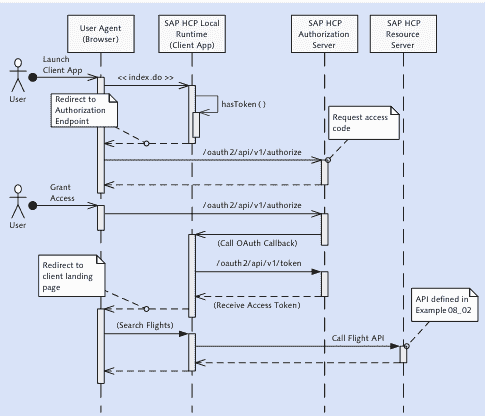 User Agent
(Browser)
SAP HCP Local
Runtime
(Client App)
SAP HCP
Authorization
Server
SAP HCP
Resource
Server
Launch
Client App
User
<< index.do >>
hasToken ( )
Redirect to
Authorization
Endpoint
Request access
code
/oauth2/api/v1/authorize
Grant
Access
User
/oauth2/api/v1/authorize
(Call OAuth Callback)
/oauth2/api/v1/token
Redirect to
client landing
page
(Receive Access Token)
API defined in
Example 08_02
(Search Flights)
Call Flight API